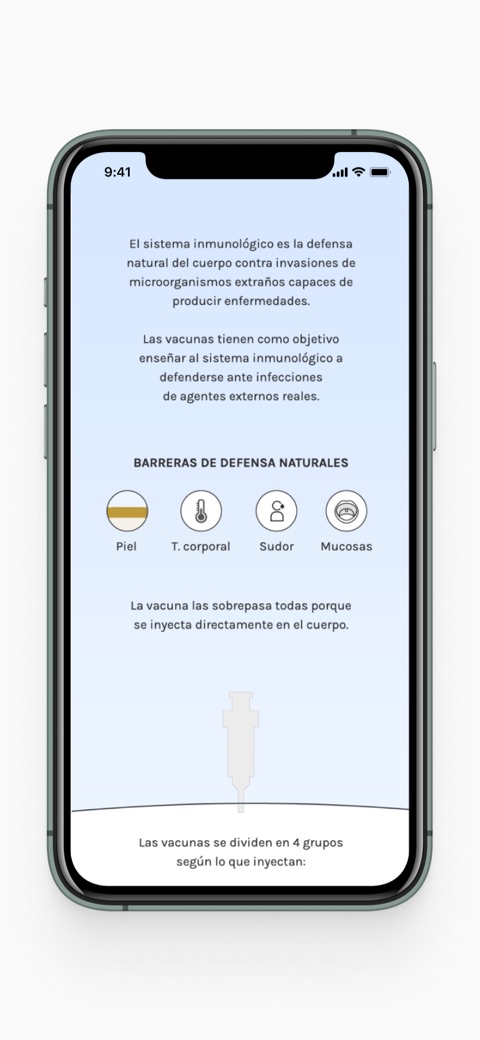 9:41
El sistema inmunológico es la defensa
natural del cuerpo contra invasiones de
microorganismos extraños capaces de
producir enfermedades.
Las vacunas tienen como objetivo
enseñar al sistema inmunológico a
defenderse ante infecciones
de agentes externos reales.
BARRERAS DE DEFENSA NATURALES
Piel T. corporal Sudor Mucosas
La vacuna las sobrepasa todas porque
se inyecta directamente en el cuerpo.
Las vacunas se dividen en 4 grupos
según lo que inyectan: